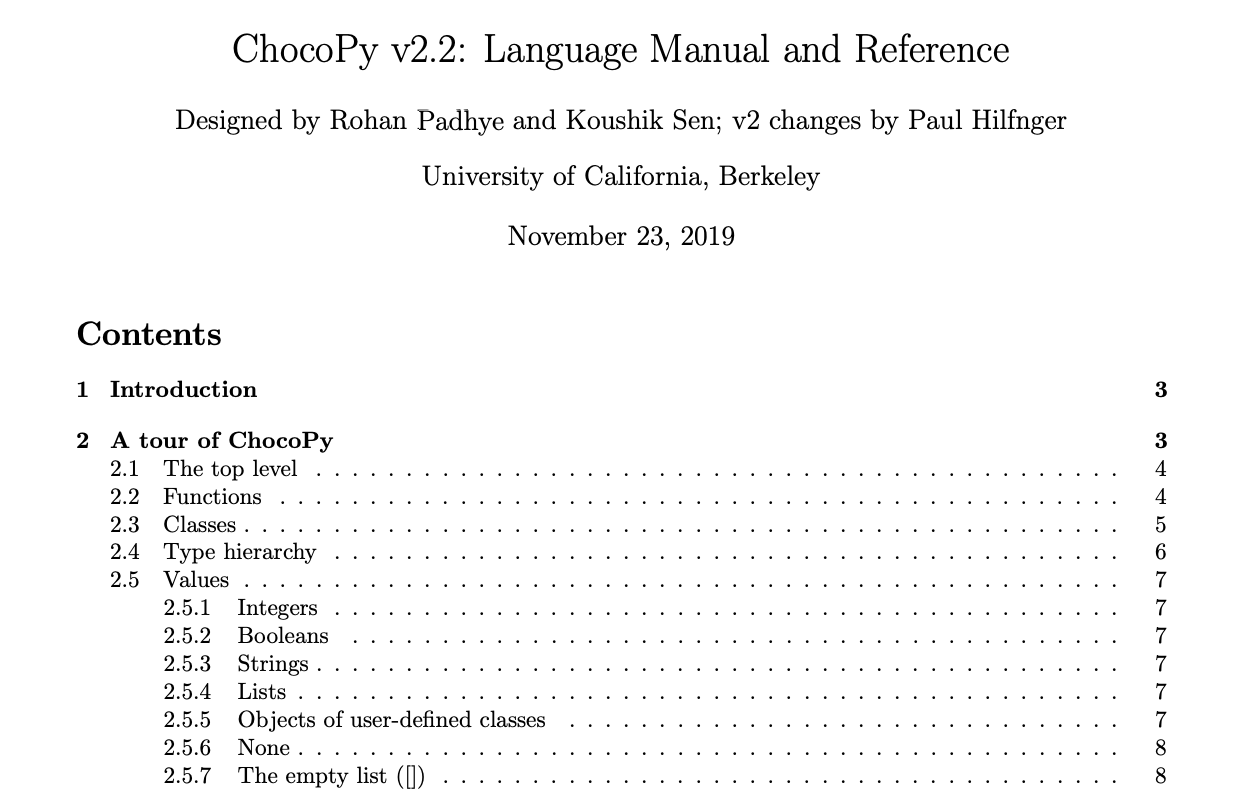 ChocoPy v2.2: Language Manual and Reference
Designed by Rohan Padhye and Koushik Sen; v2 changes by Paul Hilfnger
University of California, Berkeley
November 23, 2019
Contents
1 Introduction 3
2 A tour of ChocoPy 3
2.1 The top level . . . . . . . . . . . . . . . . . . . . . . . . . . . . . . . . . . . . . . . . . . . . . 4
2.2 Functions . . . . . . . . . . . . . . . . . . . . . . . . . . . . . . . . . . . . . . . . . . . . . . . 4
2.3 Classes . . . . . . . . . . . . . . . . . . . . . . . . . . . . . . . . . . . . . . . . . . . . . . . . . 5
2.4 Type hierarchy . . . . . . . . . . . . . . . . . . . . . . . . . . . . . . . . . . . . . . . . . . . . 6
2.5 Values . . . . . . . . . . . . . . . . . . . . . . . . . . . . . . . . . . . . . . . . . . . . . . . . . 7
2.5.1 Integers . . . . . . . . . . . . . . . . . . . . . . . . . . . . . . . . . . . . . . . . . . . . 7
2.5.2 Booleans . . . . . . . . . . . . . . . . . . . . . . . . . . . . . . . . . . . . . . . . . . . 7
2.5.3 Strings . . . . . . . . . . . . . . . . . . . . . . . . . . . . . . . . . . . . . . . . . . . . . 7
2.5.4 Lists . . . . . . . . . . . . . . . . . . . . . . . . . . . . . . . . . . . . . . . . . . . . . . 7
2.5.5 Objects of user-defined classes . . . . . . . . . . . . . . . . . . . . . . . . . . . . . . . 7
2.5.6 None . . . . . . . . . . . . . . . . . . . . . . . . . . . . . . . . . . . . . . . . . . . . . . 8
2.5.7 The empty list ([]) . . . . . . . . . . . . . . . . . . . . . . . . . . . . . . . . . . . . . . 8